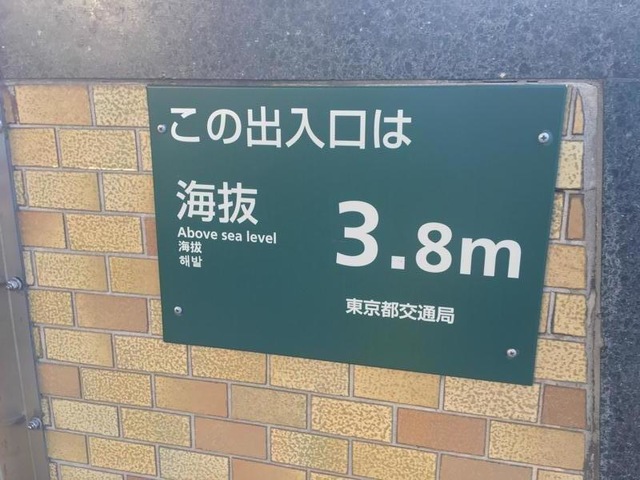 この出入口は
海抜
Above sea level
海拔
해발
3.8m
東京都交通局